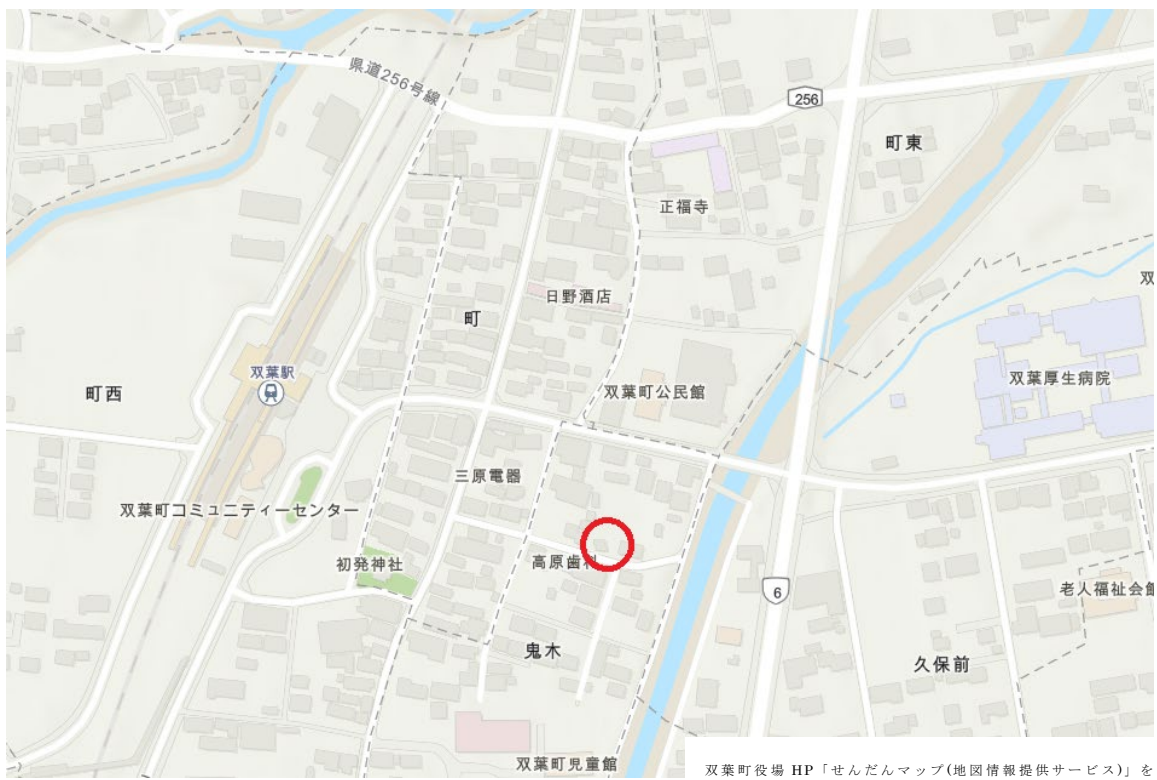 県道256号線
256
町東
正福寺
日野酒店
双
町
双葉駅
双葉厚生病院
町西
双葉町公民館
三原電器
双葉町コミュニティーセンター
初発神社
高原歯科
6
老人福祉会館
鬼木
久保前
双葉町児童館
双葉町役場 HP「せんだんマップ(地図情報提供サービス)」を